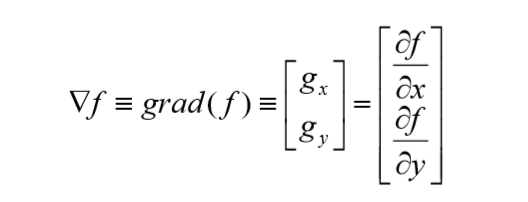 ∇f ≡ grad(f) ≡ [g_x g_y] = [∂f/∂x ∂f/∂y]